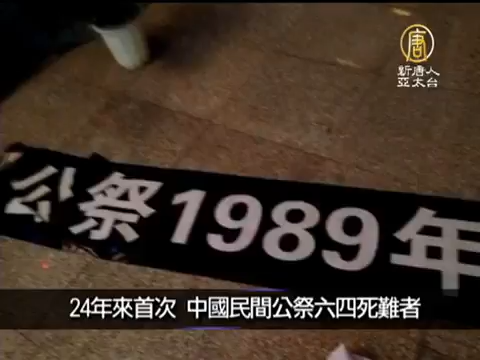 唐
新唐人
亞太台
公祭1989年
24年來首次 中國民間公祭六四死難者